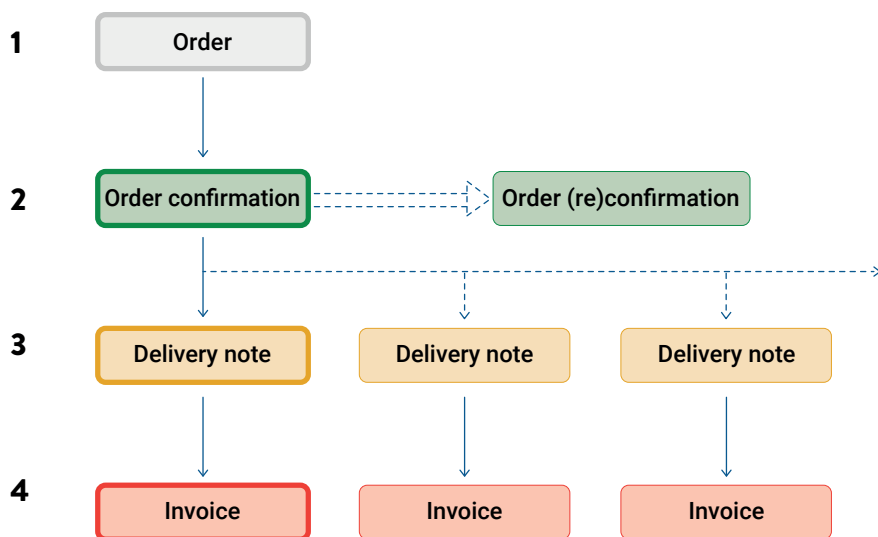 1
Order
2
Order confirmation
Order (re)confirmation
3
Delivery note
Delivery note
Delivery note
4
Invoice
Invoice
Invoice